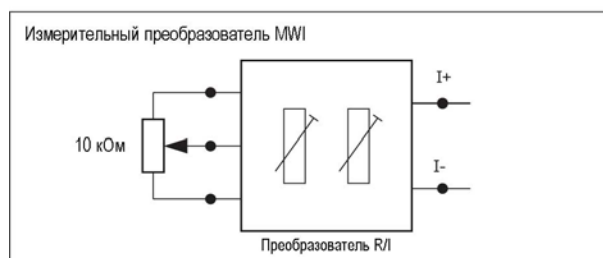 Измерительный преобразователь MWI
I+
10 кОм
I-
Преобразователь R/I